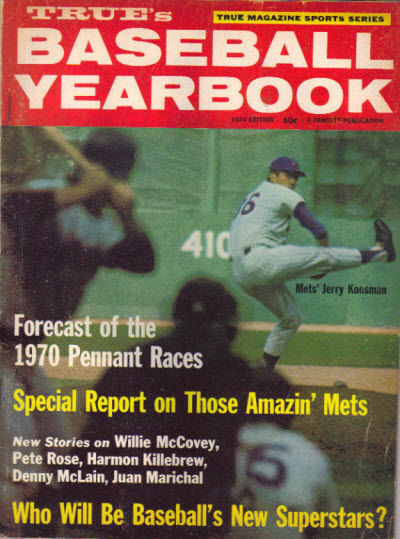 TRUE's
TRUE MAGAZINE SPORTS SERIES
BASEBALL
YEARBOOK
1970 EDITION · 60¢ · A FAWCETT PUBLICATION
36
410
Mets' Jerry Koosman
Forecast of the
1970 Pennant Races
Special Report on Those Amazin' Mets
New Stories on Willie McCovey,
Pete Rose, Harmon Killebrew,
Denny McLain, Juan Marichal
15
Who Will Be Baseball's New Superstars?